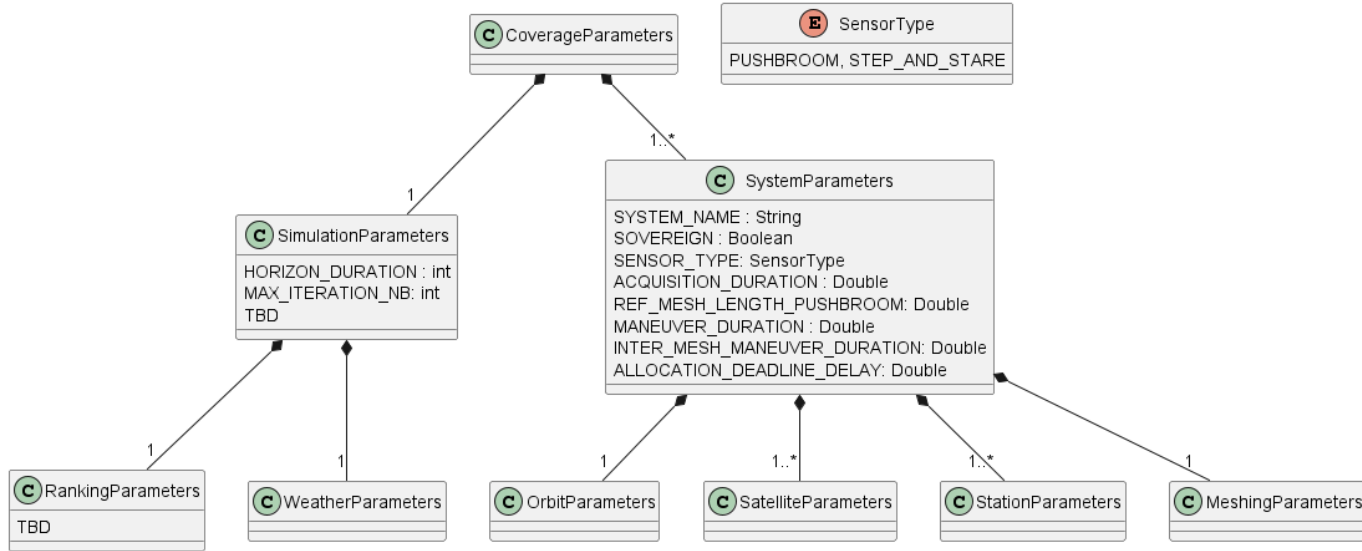 C CoverageParameters
E SensorType
PUSHBROOM, STEP_AND_STARE
1
1..*
C SimulationParameters
HORIZON_DURATION : int
MAX_ITERATION_NB: int
TBD
C SystemParameters
SYSTEM_NAME : String
SOVEREIGN : Boolean
SENSOR_TYPE: SensorType
ACQUISITION_DURATION : Double
REF_MESH_LENGTH_PUSHBROOM: Double
MANEUVER_DURATION : Double
INTER_MESH_MANEUVER_DURATION: Double
ALLOCATION_DEADLINE_DELAY: Double
1
1
1
1..*
1..*
1
C RankingParameters
TBD
C WeatherParameters
C OrbitParameters
C SatelliteParameters
C StationParameters
C MeshingParameters